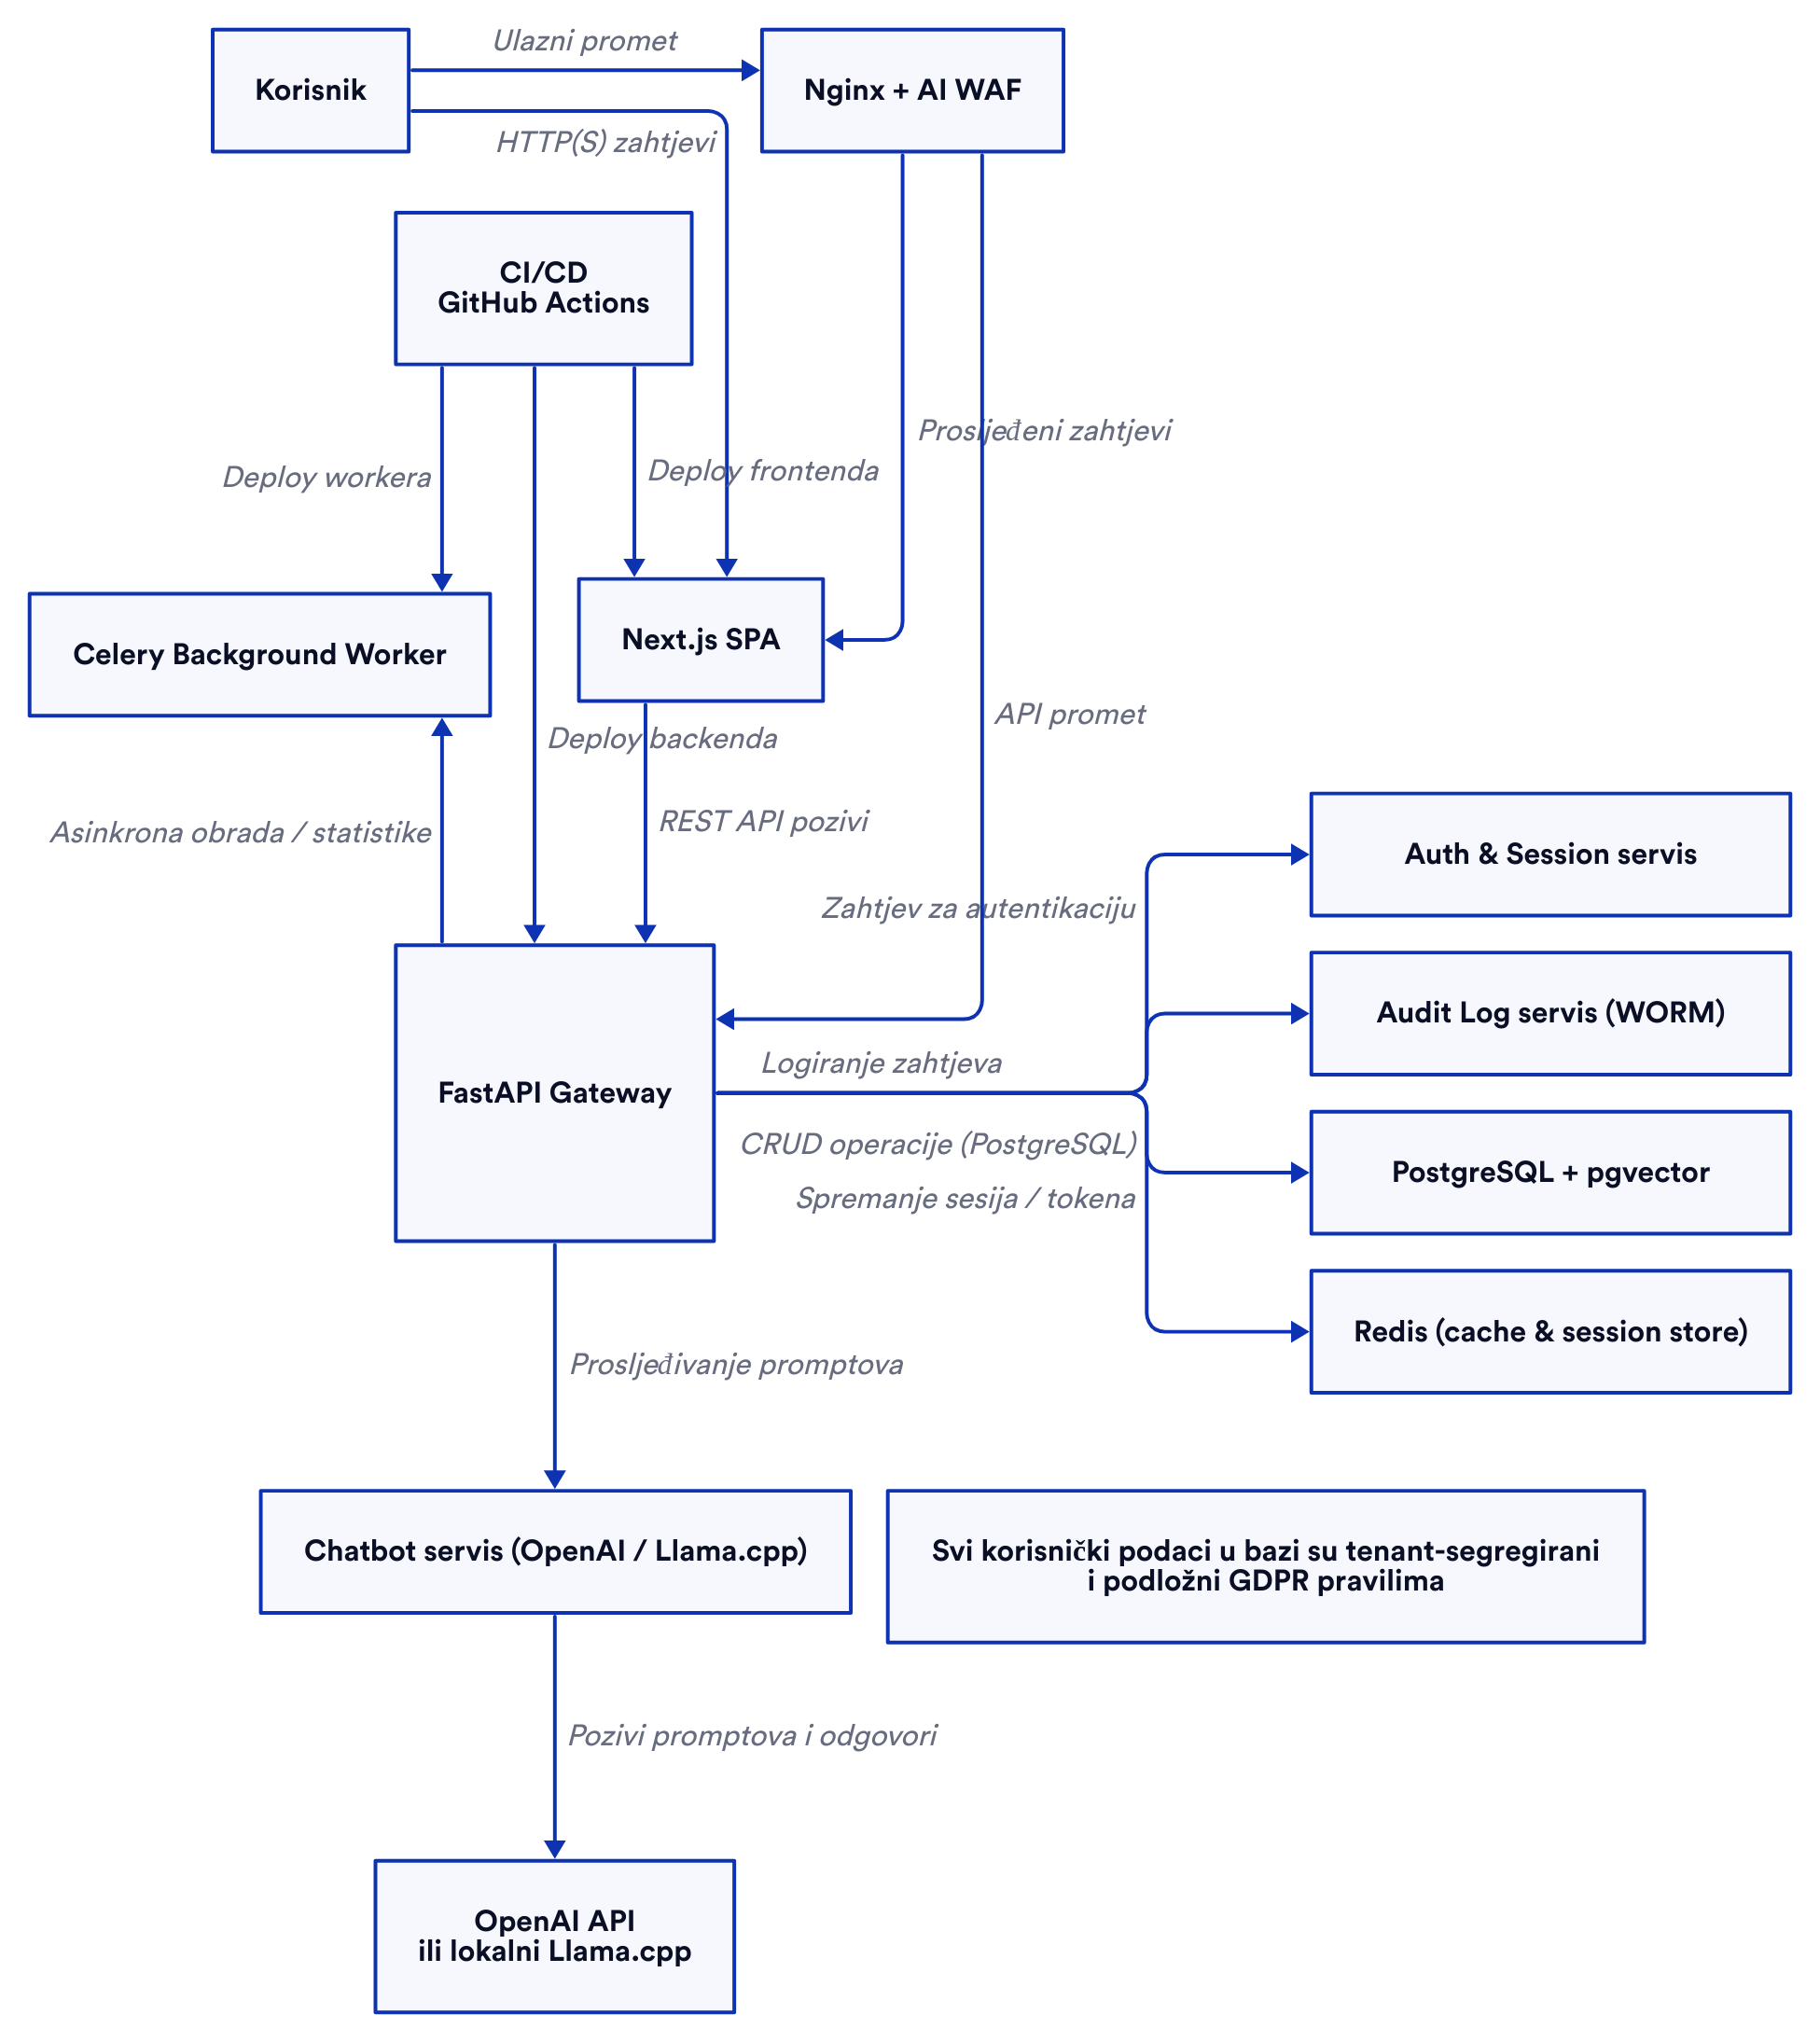 Korisnik
Ulazni promet
Nginx + AI WAF
HTTP(S) zahtjevi
CI/CD
GitHub Actions
Prosljeđeni zahtjevi
Deploy workera
Deploy frontenda
Celery Background Worker
Next.js SPA
API promet
Deploy backenda
REST API pozivi
Asinkrona obrada / statistike
Auth & Session servis
Zahtjev za autentikaciju
Audit Log servis (WORM)
Logiranje zahtjeva
FastAPI Gateway
CRUD operacije (PostgreSQL)
PostgreSQL + pgvector
Spremanje sesija / tokena
Redis (cache & session store)
Prosljeđivanje promptova
Chatbot servis (OpenAI / Llama.cpp)
Svi korisnički podaci u bazi su tenant-segregirani
i podložni GDPR pravilima
Pozivi promptova i odgovori
OpenAI API
ili lokalni Llama.cpp